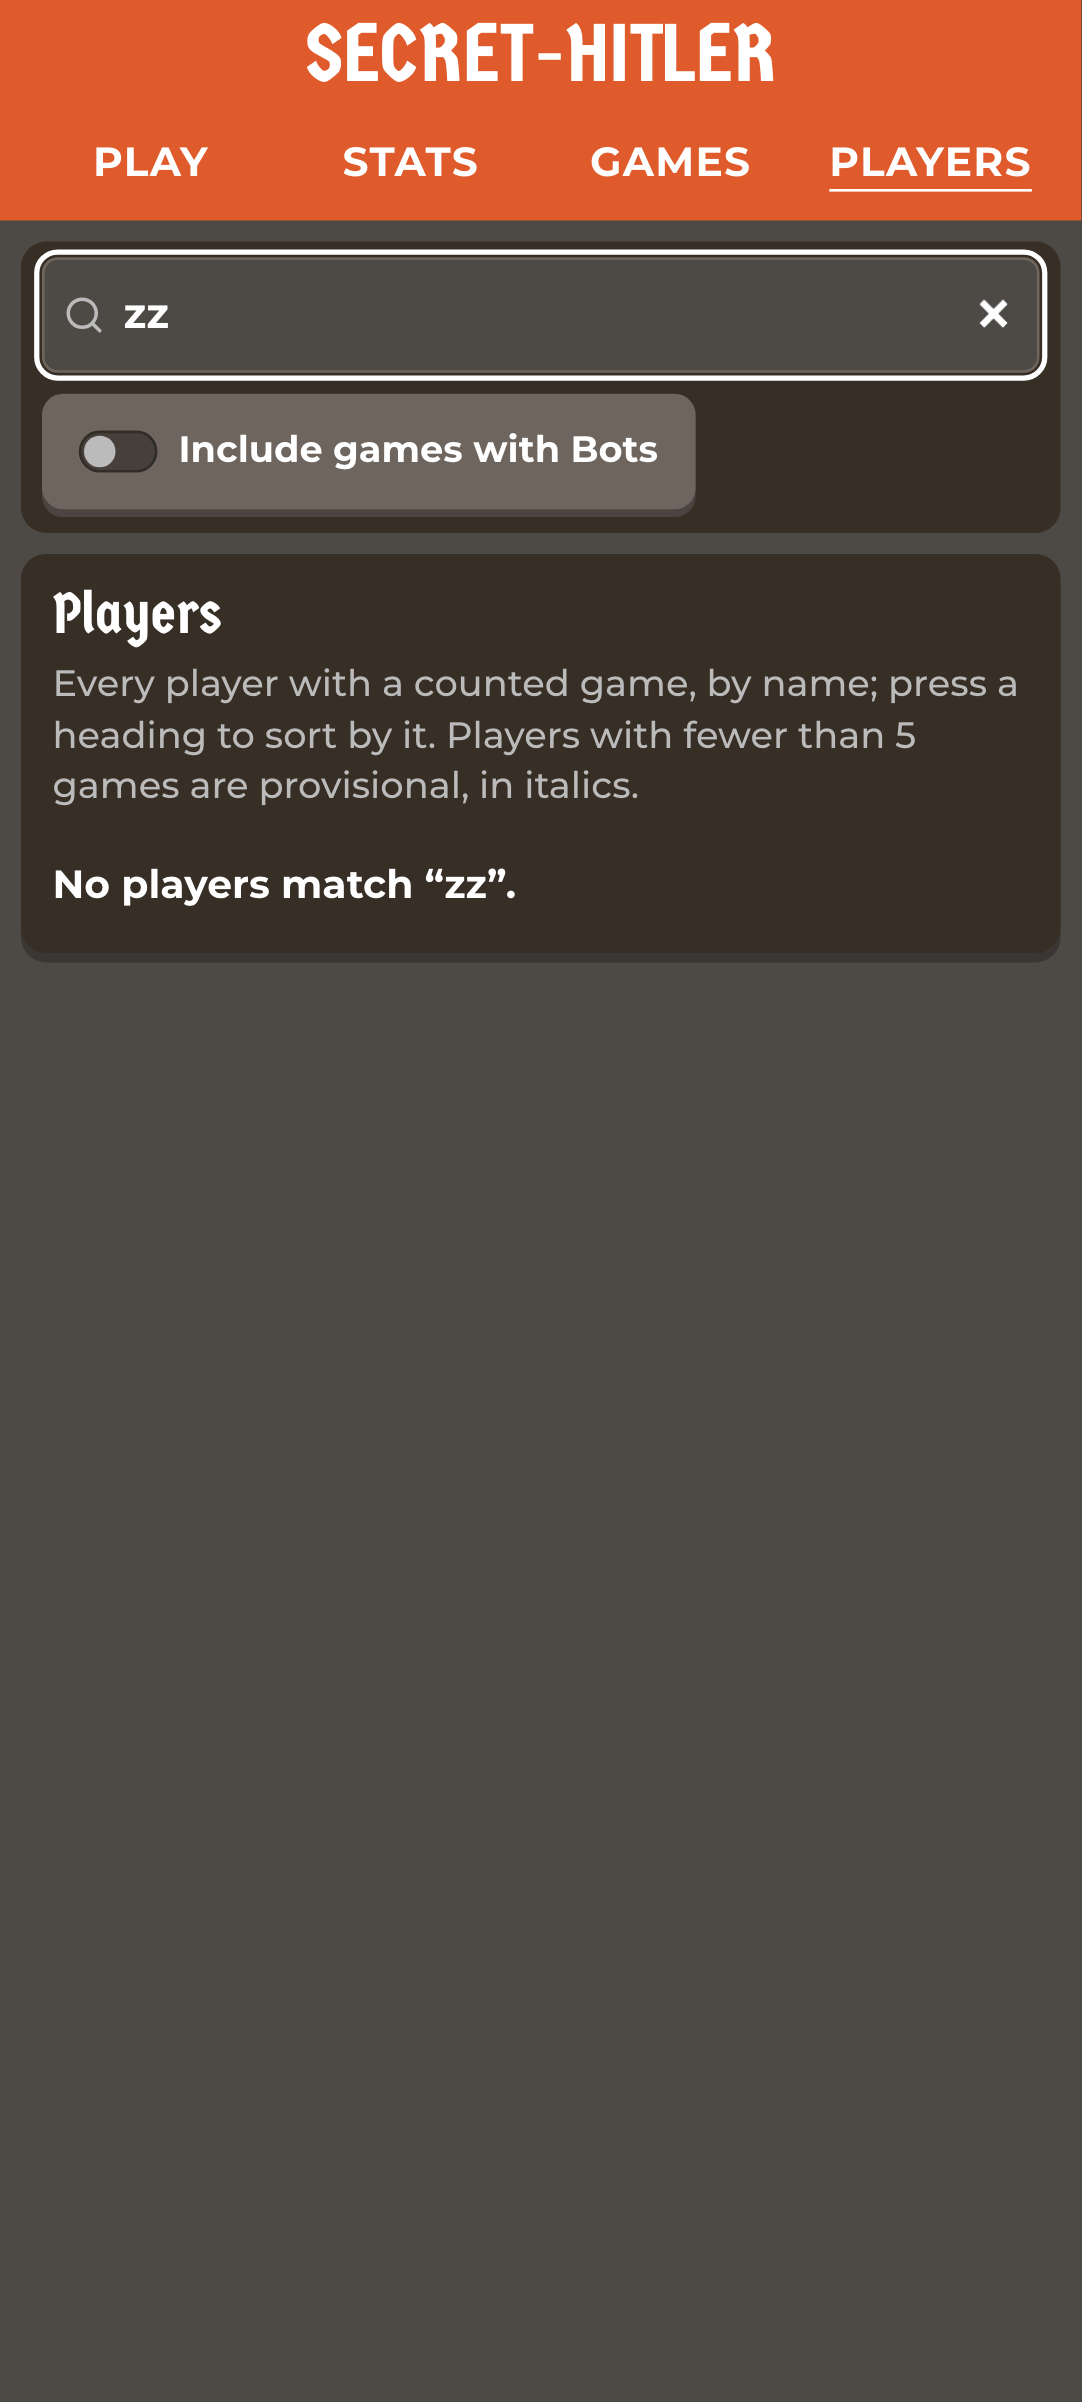 SECRET-HITLER
PLAY STATS GAMES PLAYERS
zz
Include games with Bots
Players
Every player with a counted game, by name; press a
heading to sort by it. Players with fewer than 5
games are provisional, in italics.
No players match “zz”.